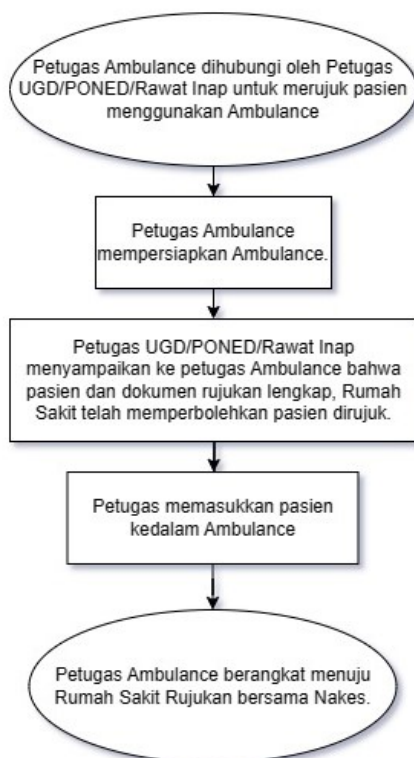 Petugas Ambulance dihubungi oleh Petugas
UGD/PONED/Rawat Inap untuk merujuk pasien
menggunakan Ambulance
Petugas Ambulance
mempersiapkan Ambulance.
Petugas UGD/PONED/Rawat Inap
menyampaikan ke petugas Ambulance bahwa
pasien dan dokumen rujukan lengkap, Rumah
Sakit telah memperbolehkan pasien dirujuk.
Petugas memasukkan pasien
kedalam Ambulance
Petugas Ambulance berangkat menuju
Rumah Sakit Rujukan bersama Nakes.